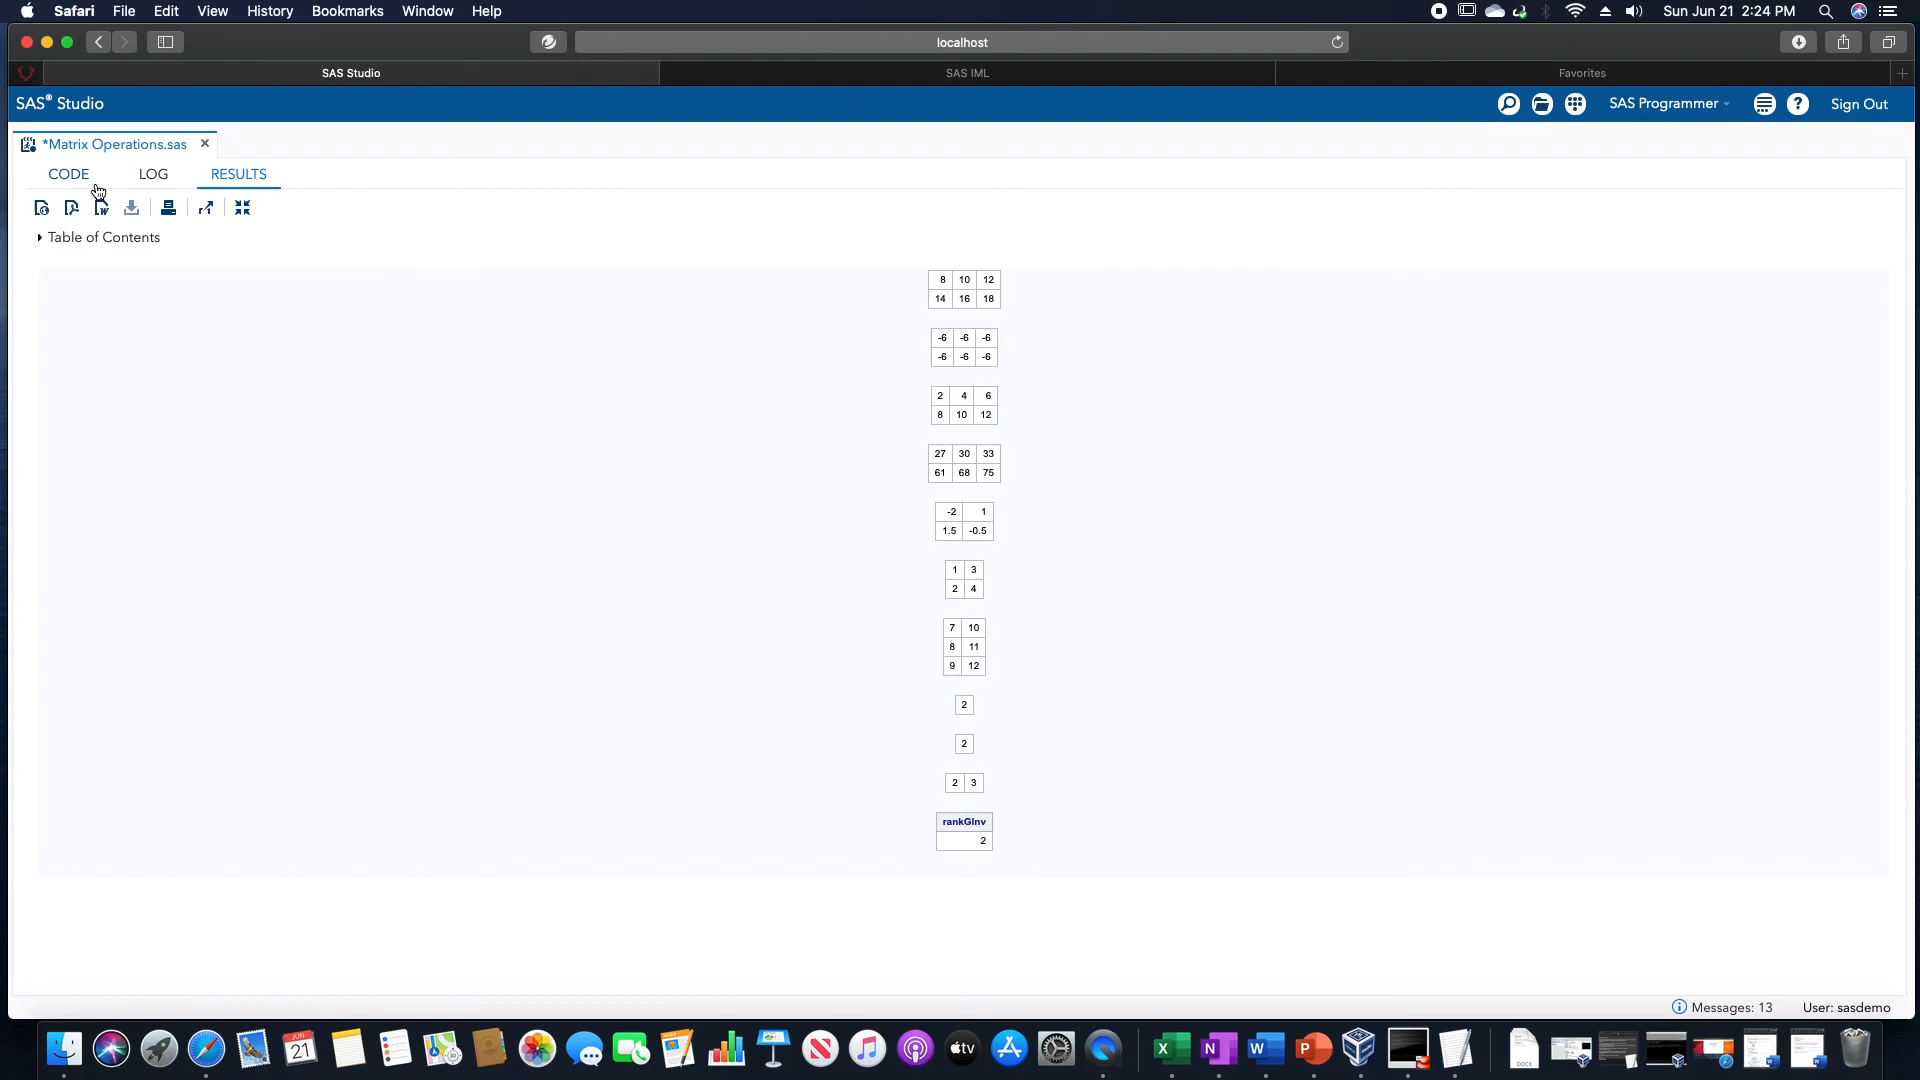 Safari File Edit View History Bookmarks Window Help Sun Jun 21 2:24 PM
localhost
SAS Studio SAS IML Favorites
SAS® Studio SAS Programmer ? Sign Out
*Matrix Operations.sas
CODE LOG RESULTS
Table of Contents
8 10 12
14 16 18
-6 -6 -6
-6 -6 -6
2 4 6
8 10 12
27 30 33
61 68 75
-2 1
1.5 -0.5
1 3
2 4
7 10
8 11
9 12
2
2
2 3
rankGInv
2
Messages: 13 User: sasdemo
JUN
21
tv
X N W P
DOCX